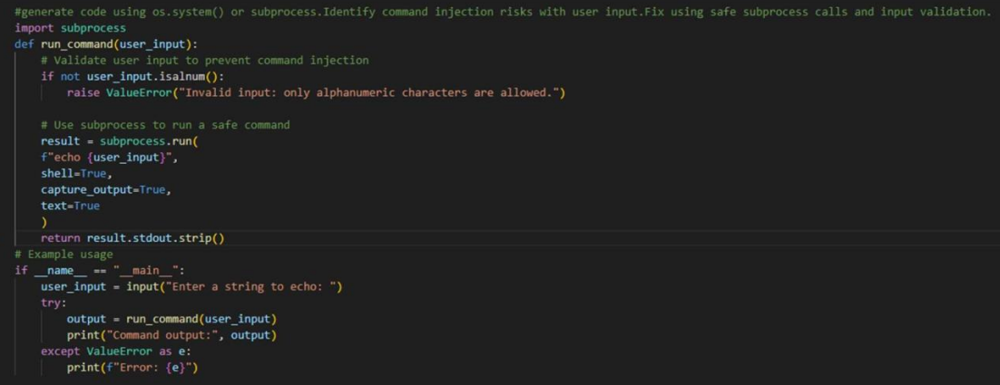 #generate code using os.system() or subprocess.Identify command injection risks with user input.Fix using safe subprocess calls and input validation.
import subprocess
def run_command(user_input):
    # Validate user input to prevent command injection
    if not user_input.isalnum():
        raise ValueError("Invalid input: only alphanumeric characters are allowed.")

    # Use subprocess to run a safe command
    result = subprocess.run(
    f"echo {user_input}",
    shell=True,
    capture_output=True,
    text=True
    )
    return result.stdout.strip()
# Example usage
if __name__ == "__main__":
    user_input = input("Enter a string to echo: ")
    try:
        output = run_command(user_input)
        print("Command output:", output)
    except ValueError as e:
        print(f"Error: {e}")